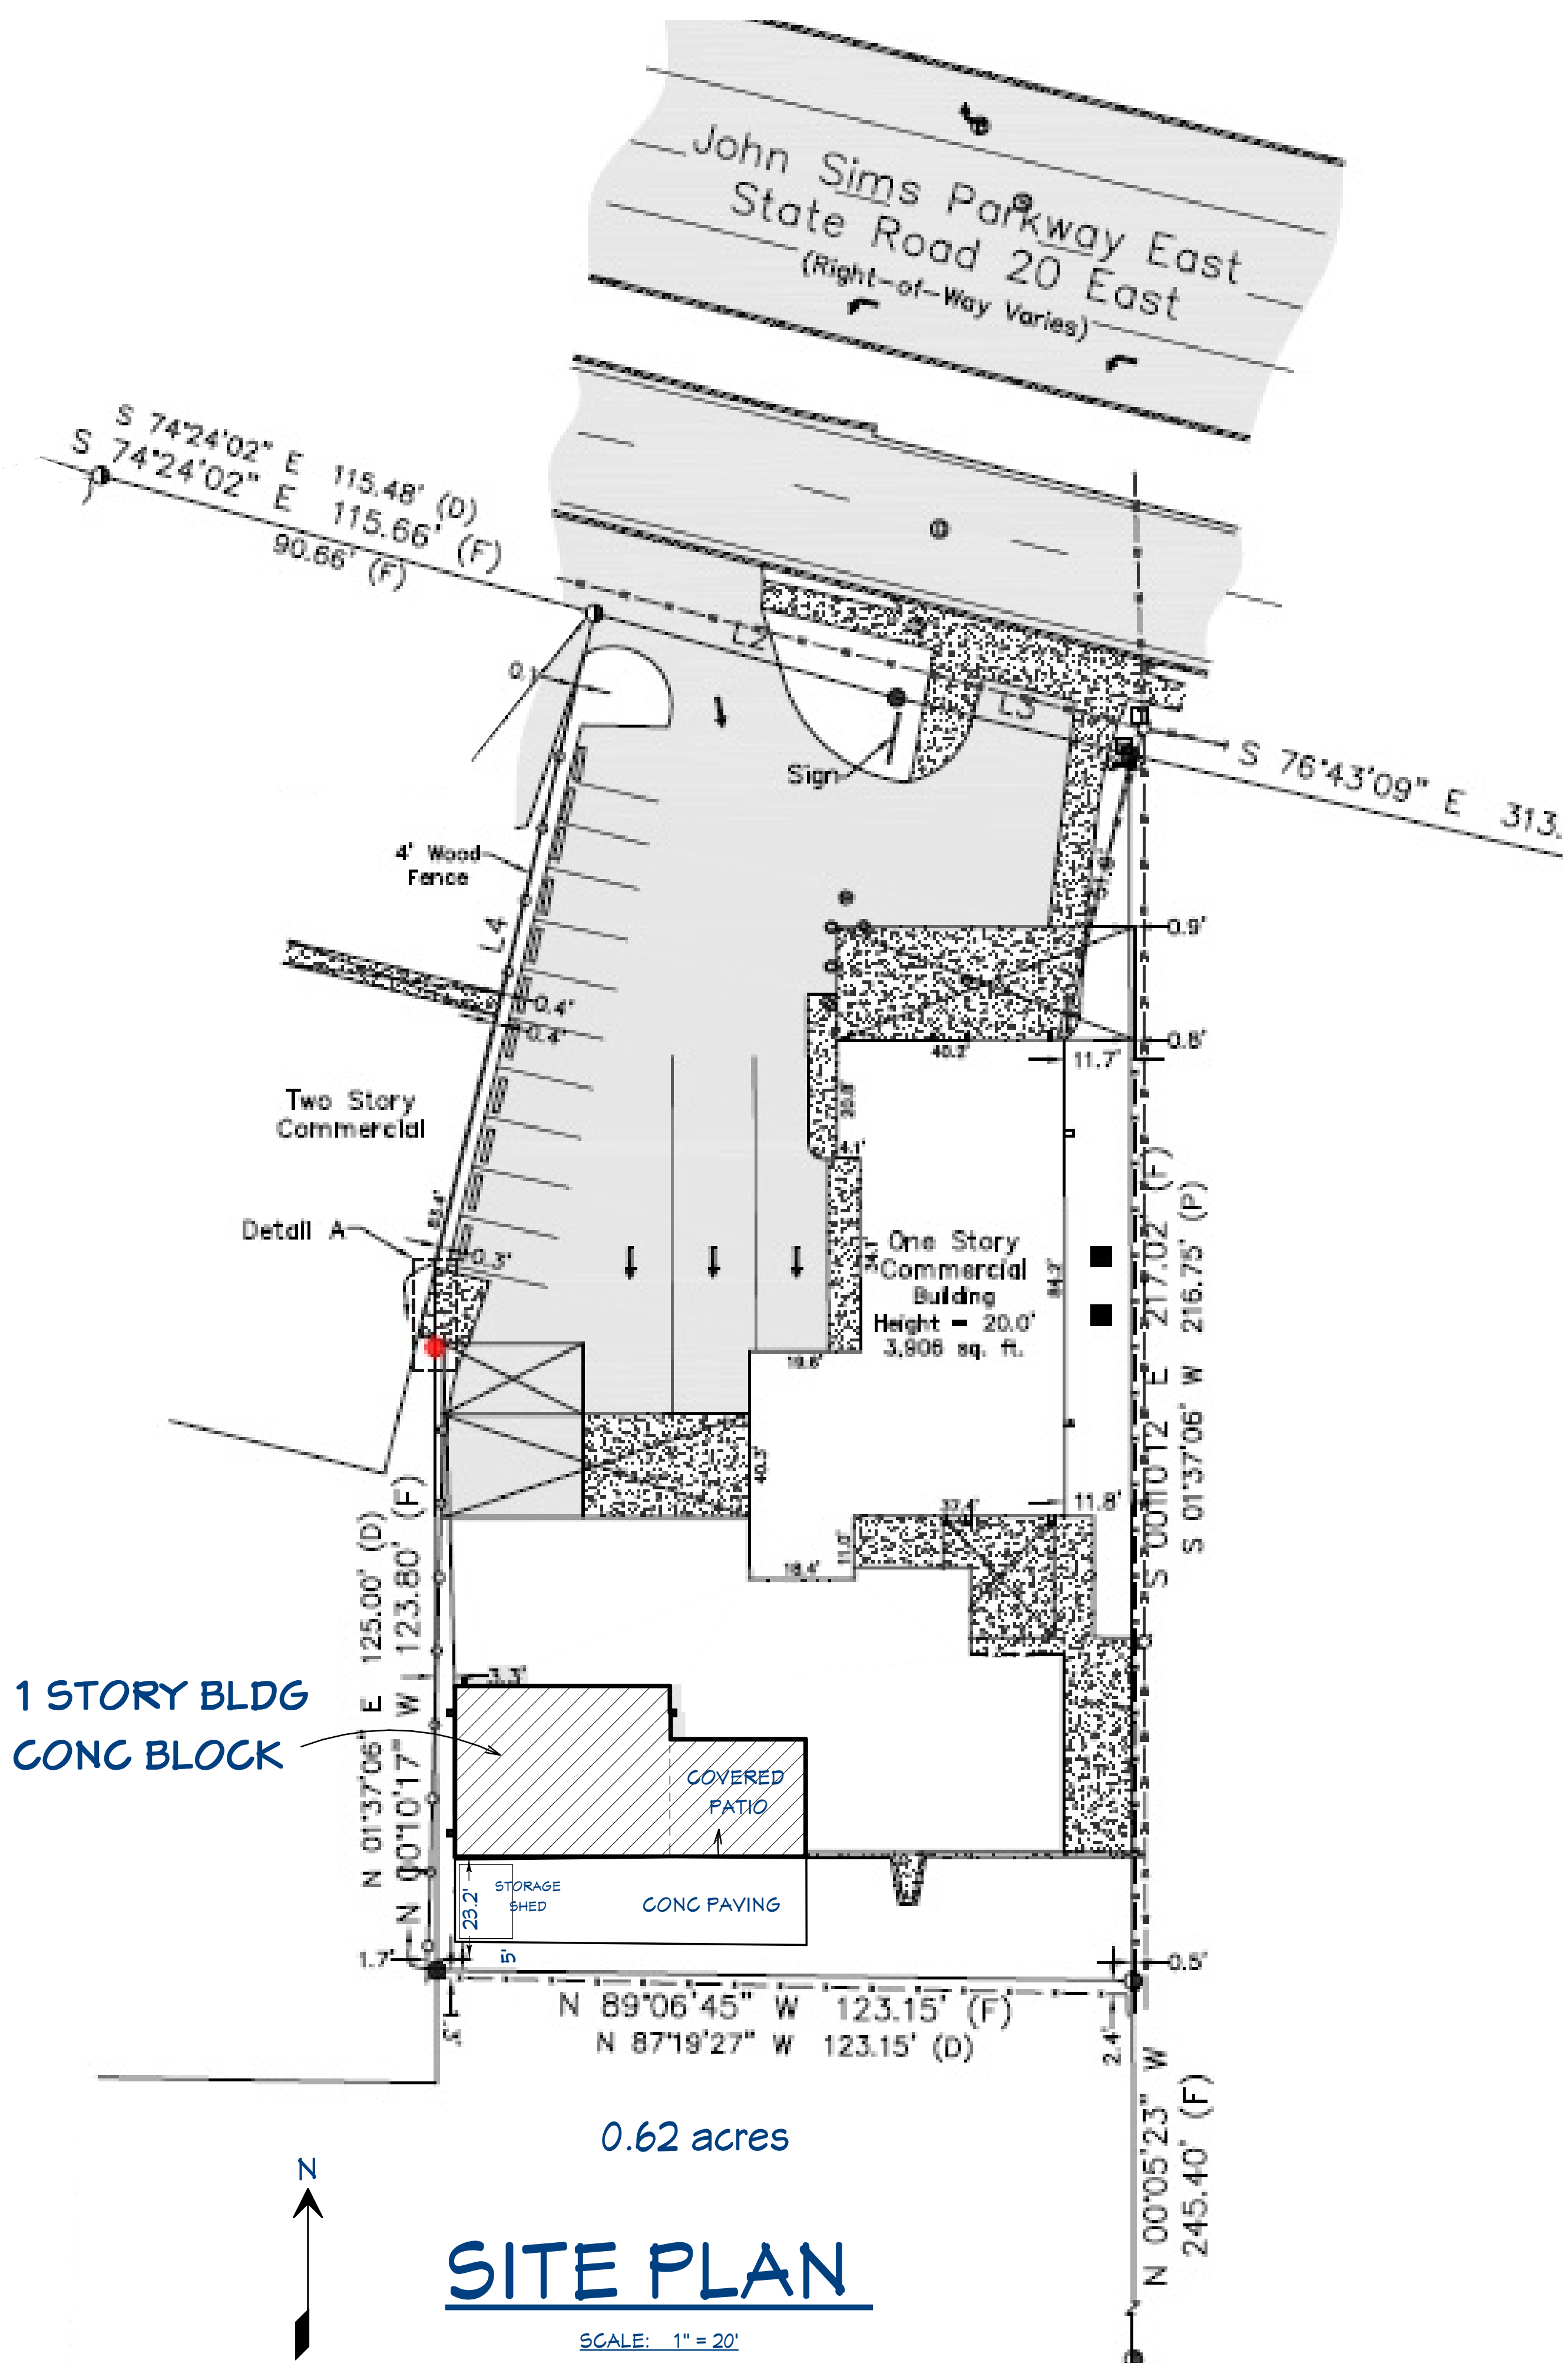 John Sims Parkway East
State Road 20 East
(Right-of-Way Varies)
S 74°24'02" E 115.48' (D)
S 74°24'02" E 115.66' (F)
90.66' (F)
L2
0.1
L3
Sign
S 76°43'09" E 313.
4' Wood
Fence
L4
0.9'
0.4'
0.4'
0.8'
40.2'
11.7'
20.8'
4.1'
Two Story
Commercial
Detail A
0.3'
One Story
Commercial
Building
Height = 20.0'
3,906 sq. ft.
19.6'
S 00°10'12" E 217.02' (F)
S 01°37'06" W 216.75' (P)
40.3'
11.8'
11.0'
18.4'
N 01°37'06" E 125.00' (D)
N 00°10'17" W 123.80' (F)
3.3'
1 STORY BLDG
CONC BLOCK
COVERED
PATIO
STORAGE
SHED
CONC PAVING
23.2'
5'
1.7'
N 89°06'45" W 123.15' (F)
N 87°19'27" W 123.15' (D)
2.4'
N 00°05'23" W
245.40' (F)
0.62 acres
N
SITE PLAN
SCALE: 1" = 20'